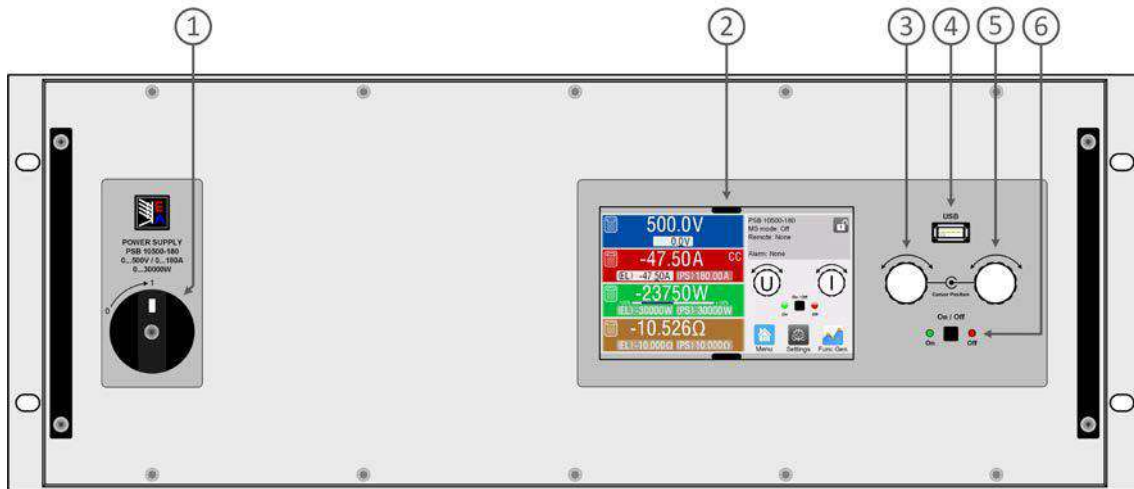 1
2
3
4
5
6
EA
POWER SUPPLY
PSB 10500-180
0...500V / 0...180A
0...30000W
0
1
500.0V
0.0V
-47.50A CC
(EL) -47.50A (PS) 180.00A
-23750W
(EL) -30000W (PS) 30000W
-10.526Ω
(EL) -10.000Ω (PS) 10.000Ω
PSB 10500-180
MS mode: Off
Remote: None
Alarm: None
U
I
On / Off
On
Off
Menu
Settings
Func Gen
USB
Cursor Position
On / Off
On
Off